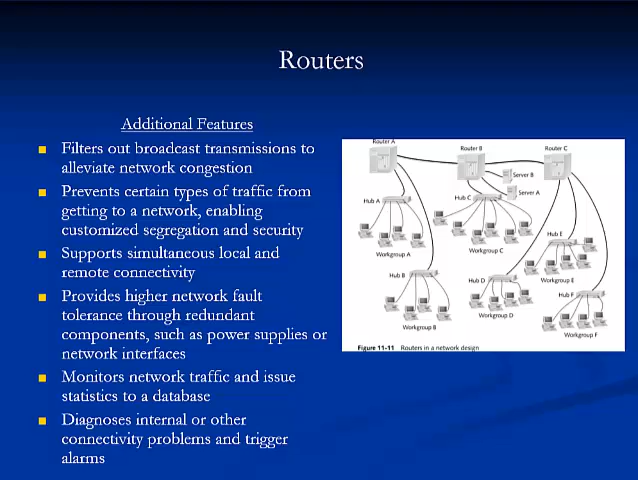 Routers
Additional Features
Filters out broadcast transmissions to
alleviate network congestion
Prevents certain types of traffic from
getting to a network, enabling
customized segregation and security
Supports simultaneous local and
remote connectivity
Provides higher network fault
tolerance through redundant
components, such as power supplies or
network interfaces
Monitors network traffic and issue
statistics to a database
Diagnoses internal or other
connectivity problems and trigger
alarms
Router A
Router B
Router C
Server B
Server A
Hub A
Hub C
Workgroup A
Workgroup C
Hub E
Hub B
Hub D
Workgroup E
Hub F
Workgroup D
Workgroup B
Workgroup F
Figure 11-11 Routers in a network design